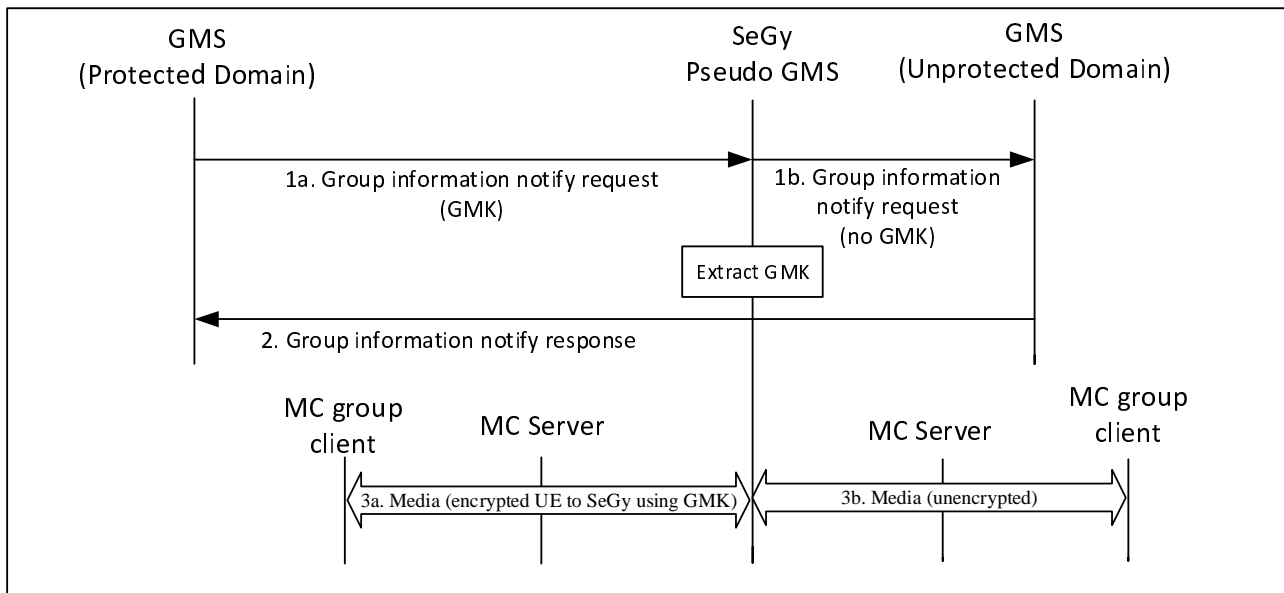 GMS
(Protected Domain)
SeGy
Pseudo GMS
GMS
(Unprotected Domain)
1a. Group information notify request
(GMK)
1b. Group information
notify request
(no GMK)
Extract GMK
2. Group information notify response
MC group
client
MC Server
MC Server
MC group
client
3a. Media (encrypted UE to SeGy using GMK)
3b. Media (unencrypted)